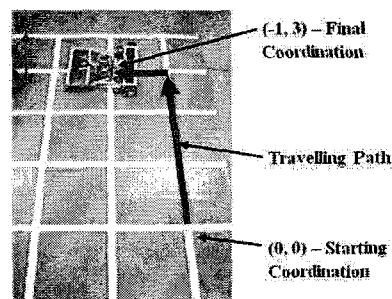 (-1, 3) – Final
Coordination
Travelling Path
(0, 0) – Starting
Coordination